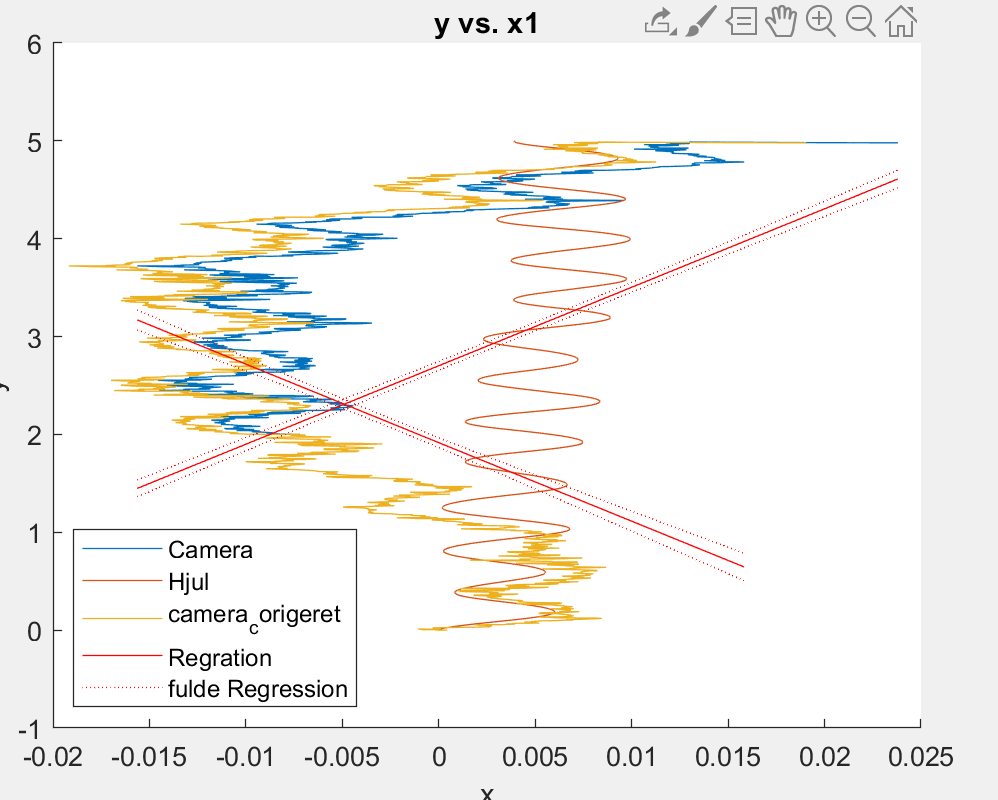 y vs. x1
6
5
4
3
2
1
0
-1
Camera
Hjul
camera_corigeret
Regration
fulde Regression
-0.02 -0.015 -0.01 -0.005 0 0.005 0.01 0.015 0.02 0.025
x